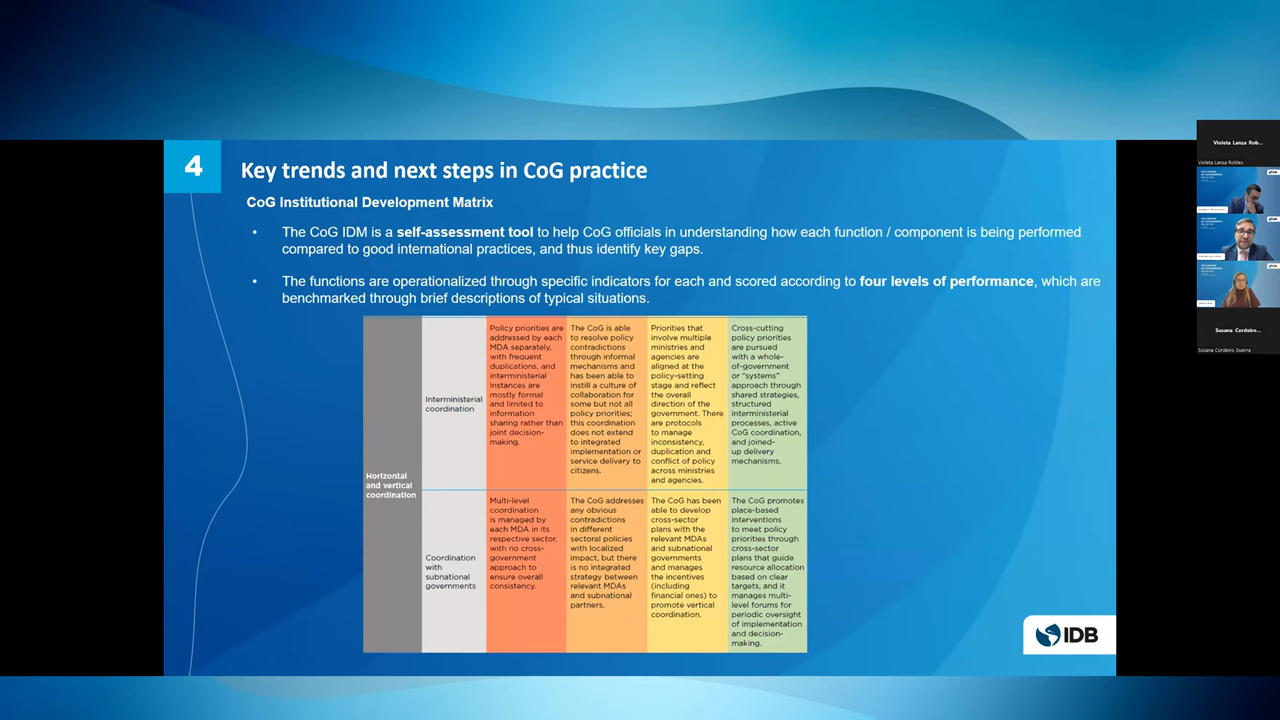 4
Key trends and next steps in CoG practice
CoG Institutional Development Matrix
• The CoG IDM is a self-assessment tool to help CoG officials in understanding how each function / component is being performed
compared to good international practices, and thus identify key gaps.
• The functions are operationalized through specific indicators for each and scored according to four levels of performance, which are
benchmarked through brief descriptions of typical situations.
Horizontal
and vertical
coordination
Interministerial
coordination
Policy priorities are
addressed by each
MDA separately,
with frequent
duplications, and
interministerial
instances are
mostly formal
and limited to
information
sharing rather than
joint decision-
making.
The CoG is able
to resolve policy
contradictions
through informal
mechanisms and
has been able to
instill a culture of
collaboration for
some but not all
policy priorities;
this coordination
does not extend
to integrated
implementation or
service delivery to
citizens.
Priorities that
involve multiple
ministries and
agencies are
aligned at the
policy-setting
stage and reflect
the overall
direction of the
government. There
are protocols
to manage
inconsistency,
duplication and
conflict of policy
across ministries
and agencies.
Cross-cutting
policy priorities
are pursued
with a whole-
of-government
or "systems"
approach through
shared strategies,
structured
interministerial
processes, active
CoG coordination,
and joined-
up delivery
mechanisms.
Coordination
with
subnational
governments
Multi-level
coordination
is managed by
each MDA in its
respective sector,
with no cross-
government
approach to
ensure overall
consistency.
The CoG addresses
any obvious
contradictions
in different
sectoral policies
with localized
impact, but there
is no integrated
strategy between
relevant MDAs
and subnational
partners.
The CoG has been
able to develop
cross-sector
plans with the
relevant MDAs
and subnational
governments
and manages
the incentives
(including
financial ones) to
promote vertical
coordination.
The CoG promotes
place-based
interventions
to meet policy
priorities through
cross-sector
plans that guide
resource allocation
based on clear
targets, and it
manages multi-
level forums for
periodic oversight
of implementation
and decision-
making.
IDB
Violeta Lanza Rob...
Violeta Lanza Robles
Susana Cordeiro...
Susana Cordeiro Guerra